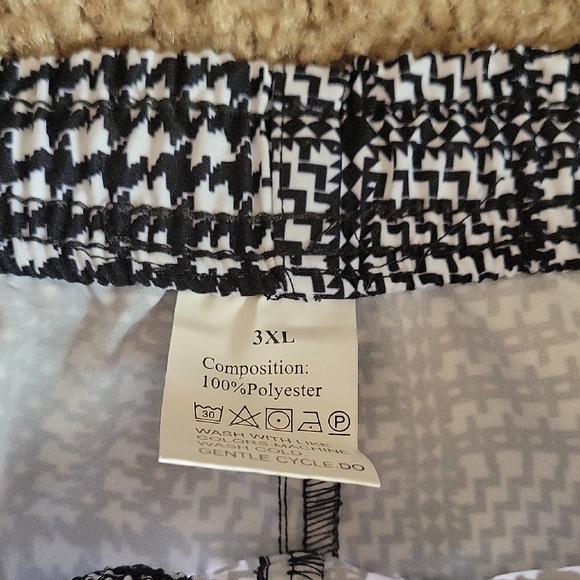 3XL
Composition:
100%Polyester
30 P
WASH WITH LIKE
COLORS.MACHINE
WASH COLD
GENTLE CYCLE.DO